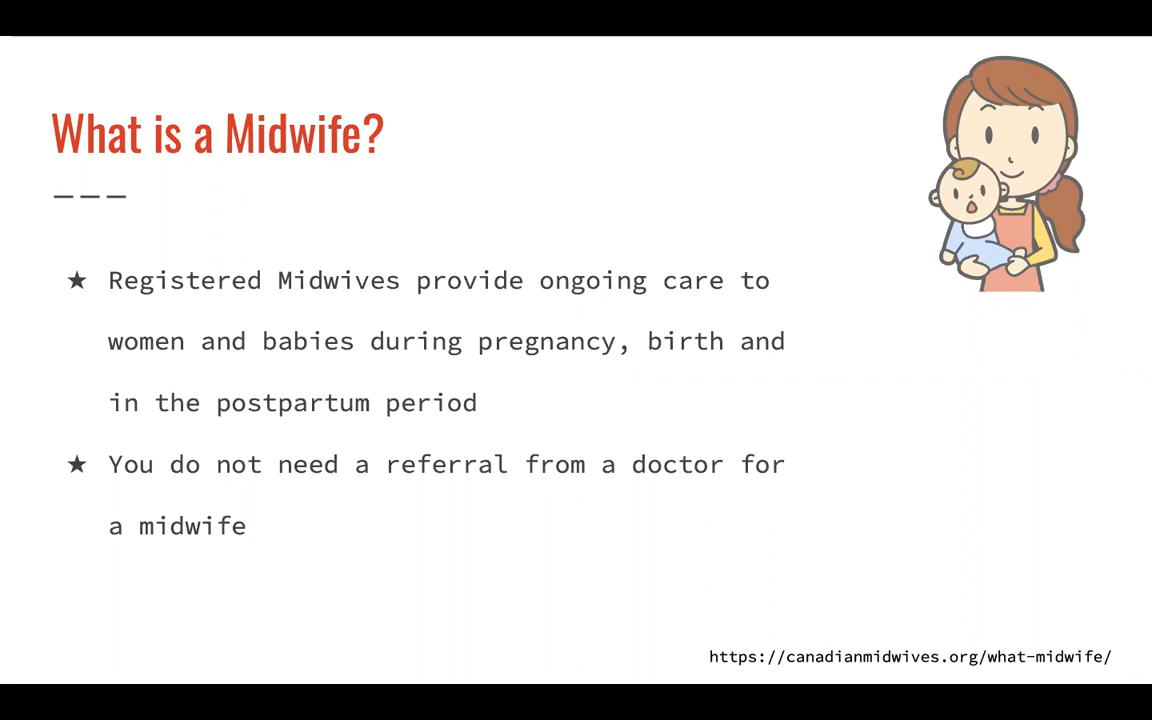 What is a Midwife?
★ Registered Midwives provide ongoing care to
women and babies during pregnancy, birth and
in the postpartum period
★ You do not need a referral from a doctor for
a midwife
https://canadianmidwives.org/what-midwife/